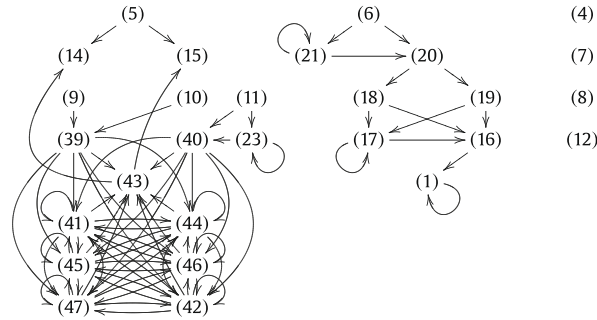 (5) (6) (4)
(14) (15) (21) (20) (7)
(9) (10) (11) (18) (19) (8)
(39) (40) (23) (17) (16) (12)
(43) (1)
(41) (44)
(45) (46)
(47) (42)